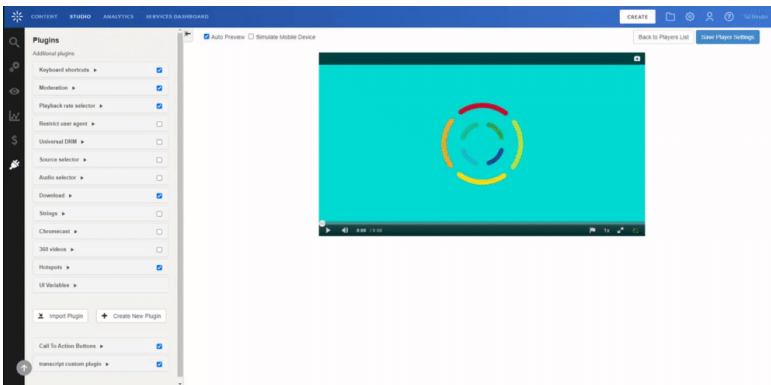 CONTENT STUDIO ANALYTICS SERVICES DASHBOARD CREATE
Plugins
Additional plugins
Auto Preview Simulate Mobile Device Back to Players List Save Player Settings
Keyboard shortcuts
Moderation
Playback rate selector
Restrict user agent
Universal DRM
Source selector
Audio selector
Download
Strings
Chromecast
360 videos
Hotspots
UI Variables
0:00 / 0:00 1x
Import Plugin Create New Plugin
Call To Action Buttons
transcript custom plugin